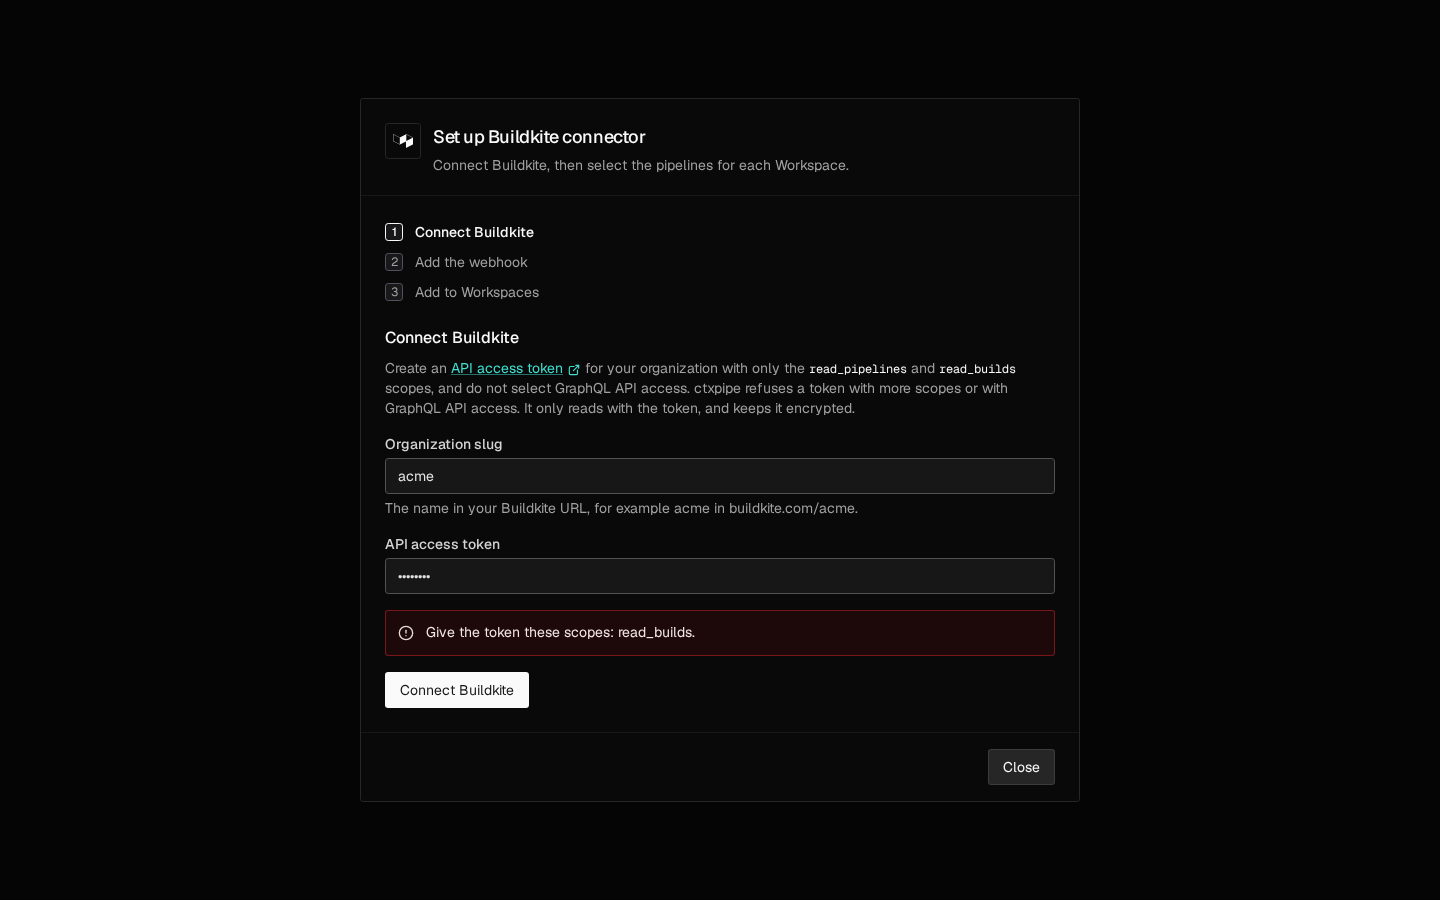 Set up Buildkite connector
Connect Buildkite, then select the pipelines for each Workspace.
1 Connect Buildkite
2 Add the webhook
3 Add to Workspaces
Connect Buildkite
Create an API access token for your organization with only the read_pipelines and read_builds
scopes, and do not select GraphQL API access. ctxpipe refuses a token with more scopes or with
GraphQL API access. It only reads with the token, and keeps it encrypted.
Organization slug
acme
The name in your Buildkite URL, for example acme in buildkite.com/acme.
API access token
••••••••
Give the token these scopes: read_builds.
Connect Buildkite
Close